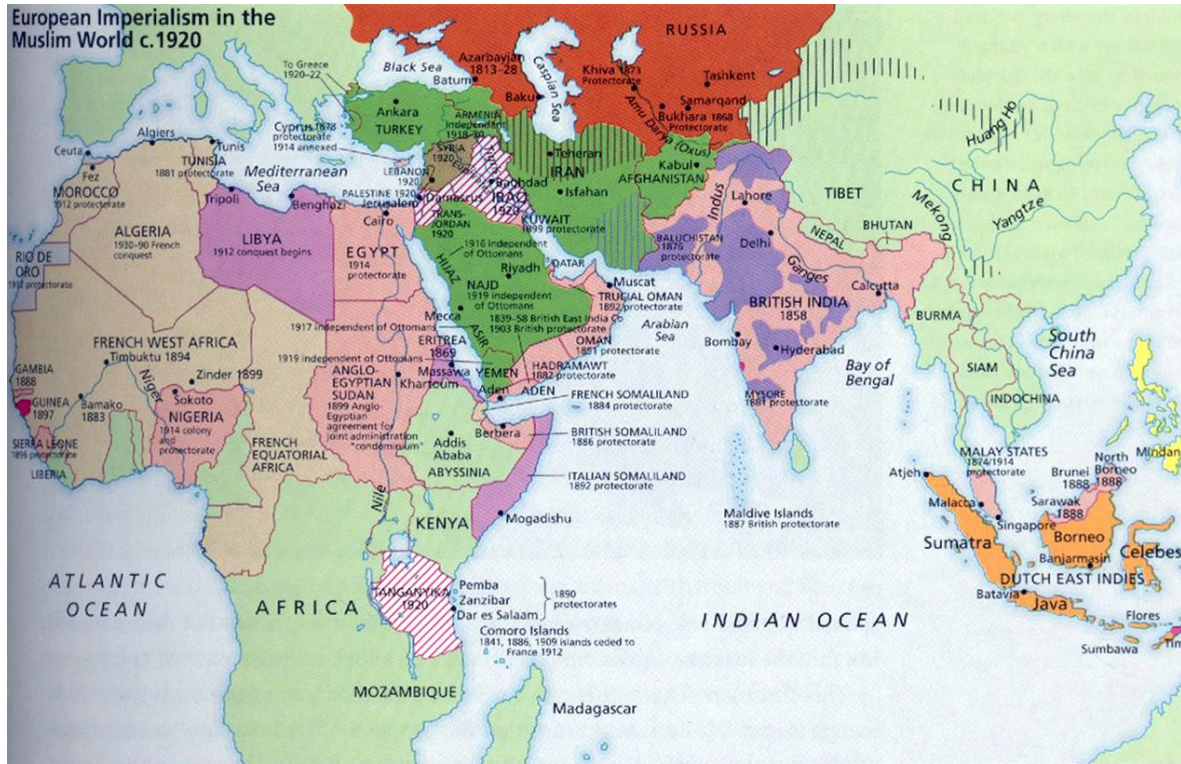 European Imperialism in the
Muslim World c.1920
RUSSIA
To Greece
1920–22
Black Sea
Batum
Azarbayjan
1813–28
Caspian Sea
Khiva 1873
Protectorate
Tashkent
Baku
Samarqand
Bukhara 1868
Protectorate
Amu Darya (Oxus)
Huang Ho
Ankara
TURKEY
ARMENIA
Independent
1918–20
Cyprus 1878
protectorate
1914 annexed
SYRIA
1920
Tigris
Teneran
IRAN
Kabul
AFGHANISTAN
Algiers
Tunis
Ceuta
Fez
TUNISIA
1881 protectorate
Mediterranean
Sea
LEBANON
1920
Baghdad
Isfahan
Indus
Lahore
TIBET
CHINA
MOROCCO
1912 protectorate
Tripoli
Benghazi
PALESTINE 1920
Jerusalem
Damascus
IRAQ
1920
Cairo
TRANS-
JORDAN
1920
KUWAIT
1899 protectorate
Mekong
Yangtze
ALGERIA
1930–90 French
conquest
LIBYA
1912 conquest begins
EGYPT
1914
protectorate
1916 independent
of Ottomans
BALUCHISTAN
1876
protectorate
Delhi
NEPAL
BHUTAN
RIO DE
ORO
1912 protectorate
HIJAZ
Riyadh
QATAR
Ganges
NAJD
1919 independent
of Ottomans
Muscat
TRUCIAL OMAN
1892 protectorate
Calcutta
Mecca
1839–58 British East India Co
1903 British protectorate
BRITISH INDIA
1858
BURMA
1917 independent of Ottomans
ASIR
Arabian
Sea
OMAN
1891 protectorate
Bombay
Hyderabad
South
China
Sea
FRENCH WEST AFRICA
Timbuktu 1894
ERITREA
1869
1919 independent of Ottomans
Massawa
YEMEN
HADRAMAWT
1882 protectorate
Bay of
Bengal
SIAM
GAMBIA
1888
Zinder 1899
Niger
ANGLO-
EGYPTIAN
SUDAN
1899 Anglo-
Egyptian
agreement for
joint administration
"condominium"
Khartoum
Aden
ADEN
FRENCH SOMALILAND
1884 protectorate
MYSORE
1881 protectorate
INDOCHINA
GUINEA
1897
Bamako
1883
Sokoto
NIGERIA
1914 colony
and
protectorate
Berbera
BRITISH SOMALILAND
1886 protectorate
SIERRA LEONE
1896 protectorate
LIBERIA
FRENCH
EQUATORIAL
AFRICA
Addis
Ababa
ABYSSINIA
ITALIAN SOMALILAND
1892 protectorate
MALAY STATES
1874/1914
protectorate
North
Borneo
1888
Mindan
Brunei
1888
Atjeh
Nile
KENYA
Mogadishu
Maldive Islands
1887 British protectorate
Malacca
Singapore
Sarawak
1888
Sumatra
Borneo
Celebes
Banjarmasin
ATLANTIC
OCEAN
AFRICA
TANGANYIKA
1920
Pemba
Zanzibar
Dar es Salaam
1890
protectorates
INDIAN OCEAN
DUTCH EAST INDIES
Batavia
Java
Flores
Comoro Islands
1841, 1886, 1909 islands ceded to
France 1912
Sumbawa
Tim
MOZAMBIQUE
Madagascar